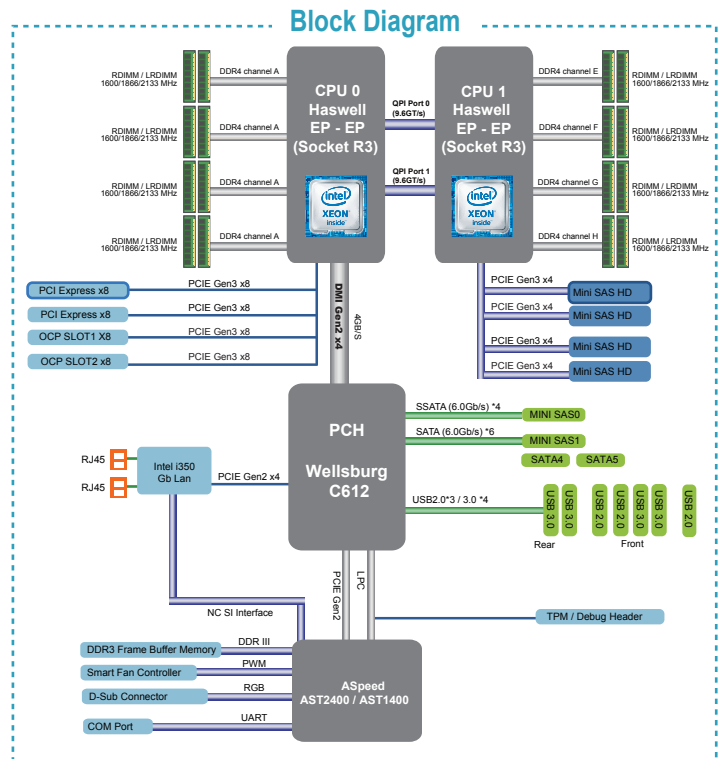 Block Diagram
CPU 0
Haswell
EP - EP
(Socket R3)
intel
XEON
inside
CPU 1
Haswell
EP - EP
(Socket R3)
intel
XEON
inside
QPI Port 0
(9.6GT/s)
QPI Port 1
(9.6GT/s)
RDIMM / LRDIMM
1600/1866/2133 MHz
DDR4 channel A
RDIMM / LRDIMM
1600/1866/2133 MHz
DDR4 channel A
RDIMM / LRDIMM
1600/1866/2133 MHz
DDR4 channel A
RDIMM / LRDIMM
1600/1866/2133 MHz
DDR4 channel A
DDR4 channel E
RDIMM / LRDIMM
1600/1866/2133 MHz
DDR4 channel F
RDIMM / LRDIMM
1600/1866/2133 MHz
DDR4 channel G
RDIMM / LRDIMM
1600/1866/2133 MHz
DDR4 channel H
RDIMM / LRDIMM
1600/1866/2133 MHz
PCI Express x8
PCIE Gen3 x8
PCI Express x8
PCIE Gen3 x8
OCP SLOT1 X8
PCIE Gen3 x8
OCP SLOT2 x8
PCIE Gen3 x8
DMI Gen2 x4
4GB/S
PCIE Gen3 x4
Mini SAS HD
PCIE Gen3 x4
Mini SAS HD
PCIE Gen3 x4
Mini SAS HD
PCIE Gen3 x4
Mini SAS HD
PCH
Wellsburg
C612
SSATA (6.0Gb/s) *4
MINI SAS0
SATA (6.0Gb/s) *6
MINI SAS1
SATA4
SATA5
USB2.0*3 / 3.0 *4
USB 3.0
USB 3.0
USB 2.0
USB 2.0
USB 3.0
USB 3.0
USB 2.0
Rear
Front
RJ45
RJ45
Intel i350
Gb Lan
PCIE Gen2 x4
NC SI Interface
PCIE Gen2
LPC
TPM / Debug Header
DDR3 Frame Buffer Memory
DDR III
Smart Fan Controller
PWM
D-Sub Connector
RGB
COM Port
UART
ASpeed
AST2400 / AST1400